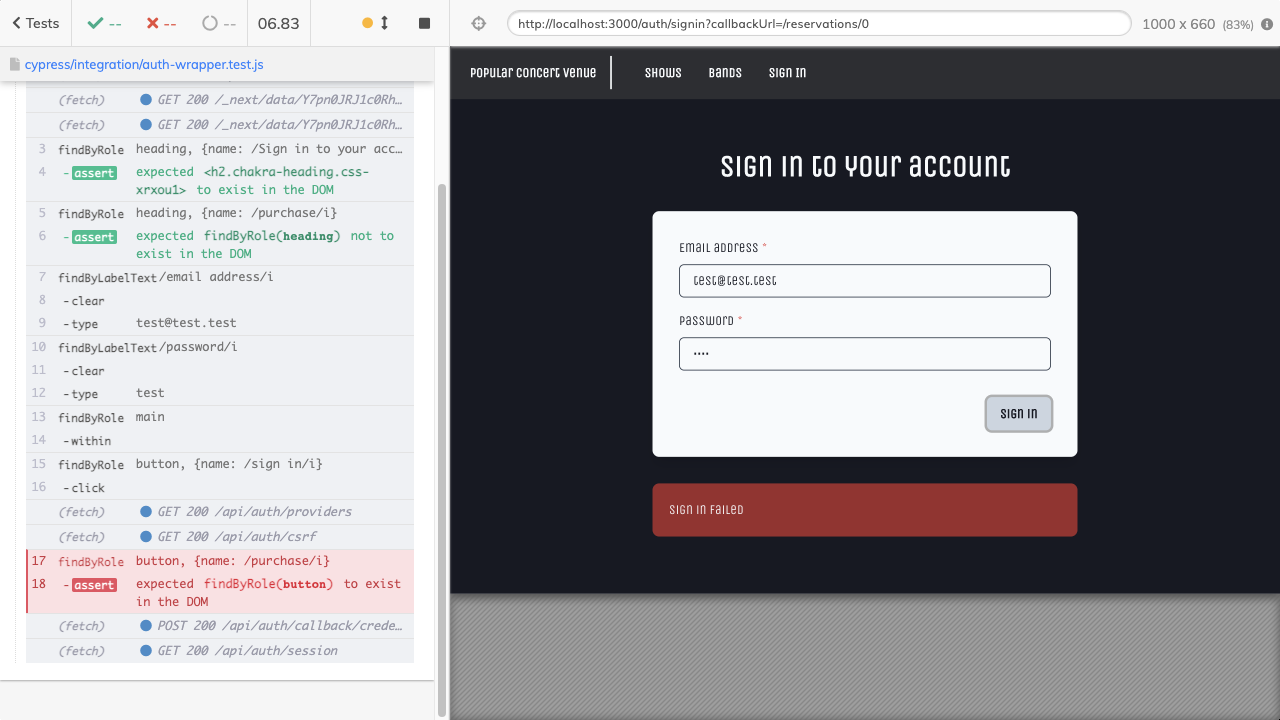 Tests
--
--
--
06.83
http://localhost:3000/auth/signin?callbackUrl=/reservations/0
1000 x 660 (83%)
cypress/integration/auth-wrapper.test.js
(fetch) GET 200 /_next/data/Y7pn0JRJ1c0Rh…
(fetch) GET 200 /_next/data/Y7pn0JRJ1c0Rh…
3 findByRole heading, {name: /Sign in to your acc…
4 -assert expected <h2.chakra-heading.css-
xrxou1> to exist in the DOM
5 findByRole heading, {name: /purchase/i}
6 -assert expected findByRole(heading) not to
exist in the DOM
7 findByLabelText /email address/i
8 -clear
9 -type test@test.test
10 findByLabelText /password/i
11 -clear
12 -type test
13 findByRole main
14 -within
15 findByRole button, {name: /sign in/i}
16 -click
(fetch) GET 200 /api/auth/providers
(fetch) GET 200 /api/auth/csrf
17 findByRole button, {name: /purchase/i}
18 -assert expected findByRole(button) to exist
in the DOM
(fetch) POST 200 /api/auth/callback/crede…
(fetch) GET 200 /api/auth/session
Popular Concert Venue
Shows
Bands
Sign in
Sign in to your account
Email address *
test@test.test
Password *
····
Sign in
Sign in failed